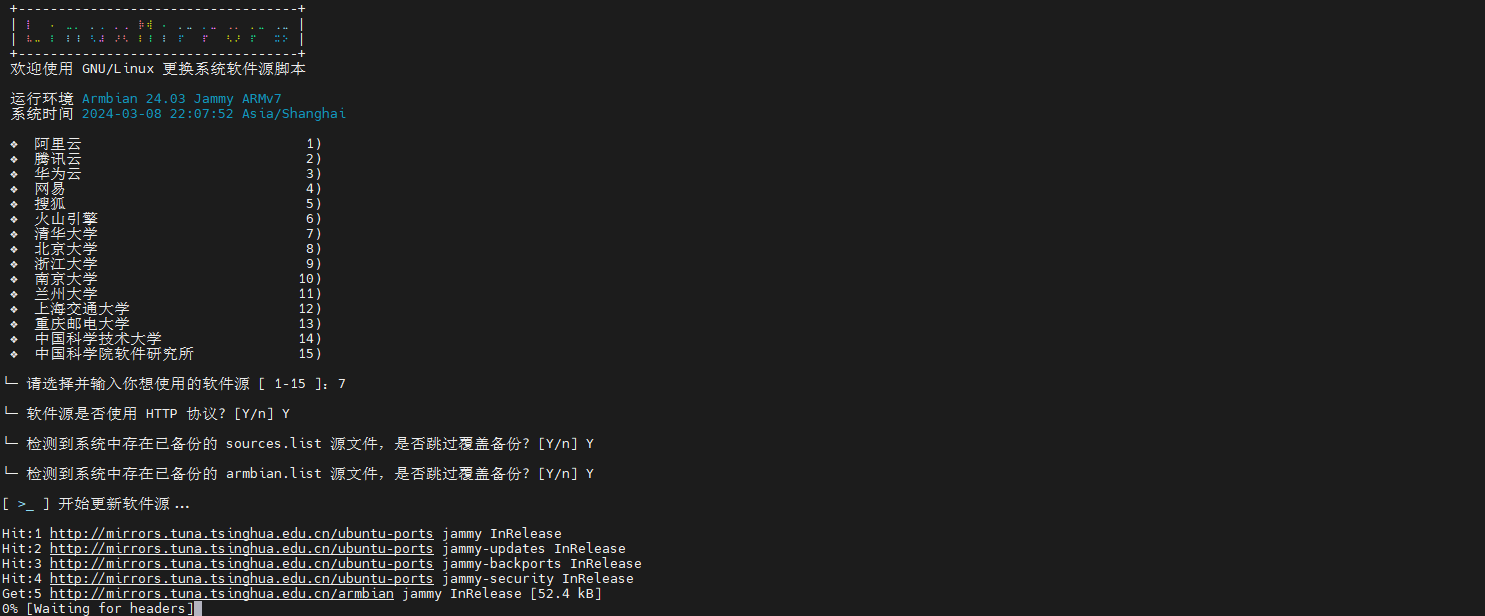 欢迎使用 GNU/Linux 更换系统软件源脚本
运行环境 Armbian 24.03 Jammy ARMv7
系统时间 2024-03-08 22:07:52 Asia/Shanghai
❖ 阿里云 1)
❖ 腾讯云 2)
❖ 华为云 3)
❖ 网易 4)
❖ 搜狐 5)
❖ 火山引擎 6)
❖ 清华大学 7)
❖ 北京大学 8)
❖ 浙江大学 9)
❖ 南京大学 10)
❖ 兰州大学 11)
❖ 上海交通大学 12)
❖ 重庆邮电大学 13)
❖ 中国科学技术大学 14)
❖ 中国科学院软件研究所 15)
└─ 请选择并输入你想使用的软件源 [ 1-15 ]：7
└─ 软件源是否使用 HTTP 协议? [Y/n] Y
└─ 检测到系统中存在已备份的 sources.list 源文件，是否跳过覆盖备份? [Y/n] Y
└─ 检测到系统中存在已备份的 armbian.list 源文件，是否跳过覆盖备份? [Y/n] Y
[ >_ ] 开始更新软件源...
Hit:1 http://mirrors.tuna.tsinghua.edu.cn/ubuntu-ports jammy InRelease
Hit:2 http://mirrors.tuna.tsinghua.edu.cn/ubuntu-ports jammy-updates InRelease
Hit:3 http://mirrors.tuna.tsinghua.edu.cn/ubuntu-ports jammy-backports InRelease
Hit:4 http://mirrors.tuna.tsinghua.edu.cn/ubuntu-ports jammy-security InRelease
Get:5 http://mirrors.tuna.tsinghua.edu.cn/armbian jammy InRelease [52.4 kB]
0% [Waiting for headers]